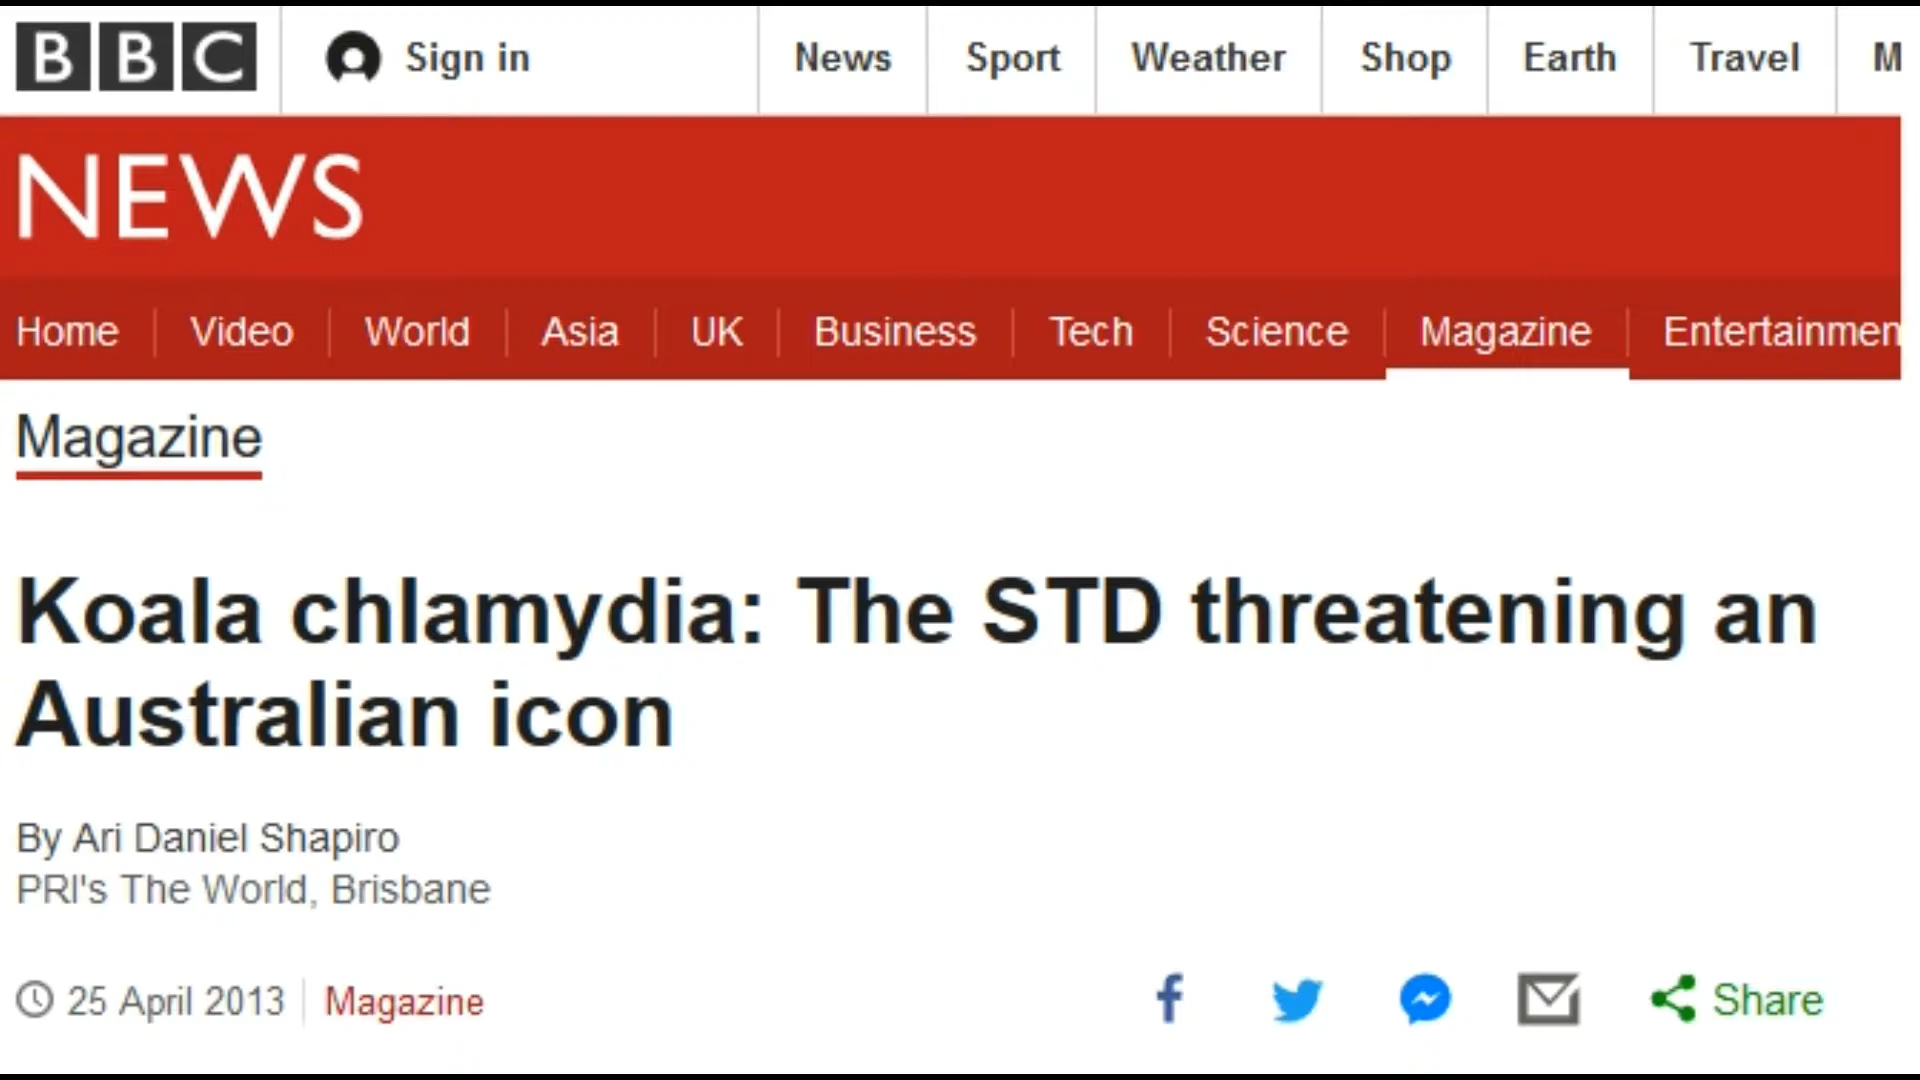 BBC Sign in News Sport Weather Shop Earth Travel M
NEWS
Home Video World Asia UK Business Tech Science Magazine Entertainmen
Magazine
Koala chlamydia: The STD threatening an
Australian icon
By Ari Daniel Shapiro
PRI's The World, Brisbane
25 April 2013 Magazine Share